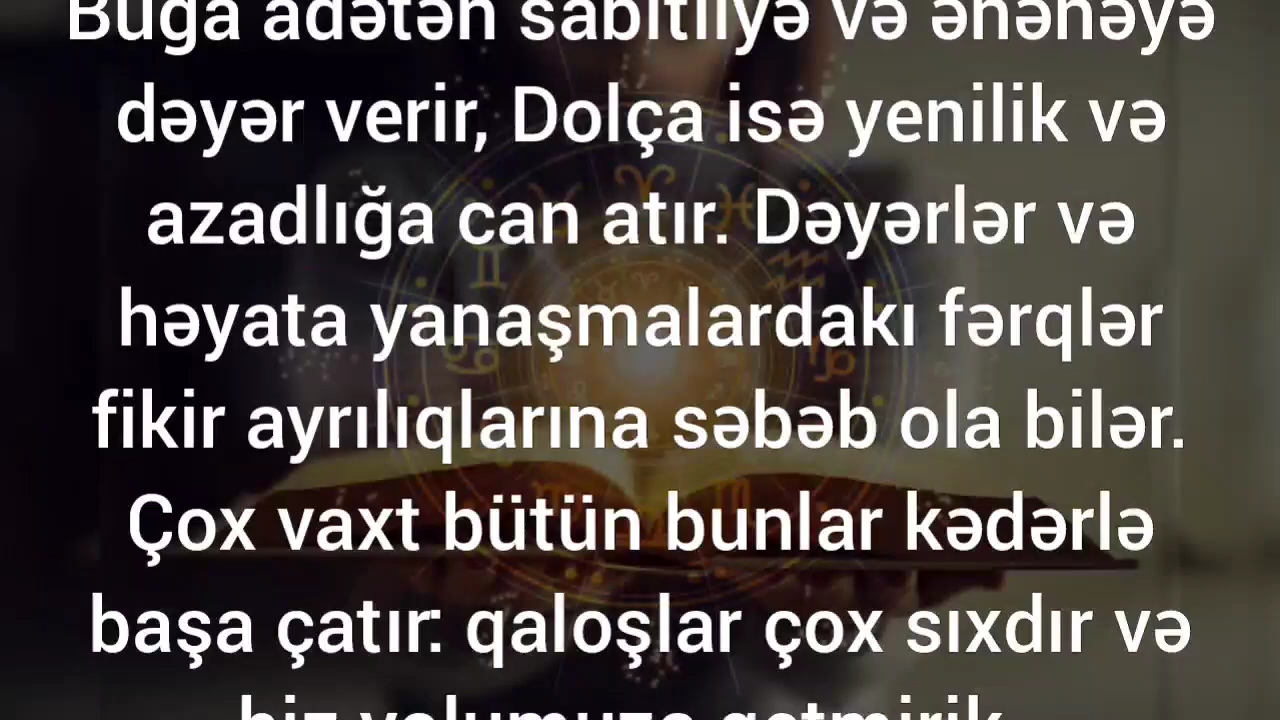 Buğa adətən sabitliyə və ənənəyə
dəyər verir, Dolça isə yenilik və
azadlığa can atır. Dəyərlər və
həyata yanaşmalardakı fərqlər
fikir ayrılıqlarına səbəb ola bilər.
Çox vaxt bütün bunlar kədərlə
başa çatır: qaloşlar çox sıxdır və
biz yolumuza getmirik.